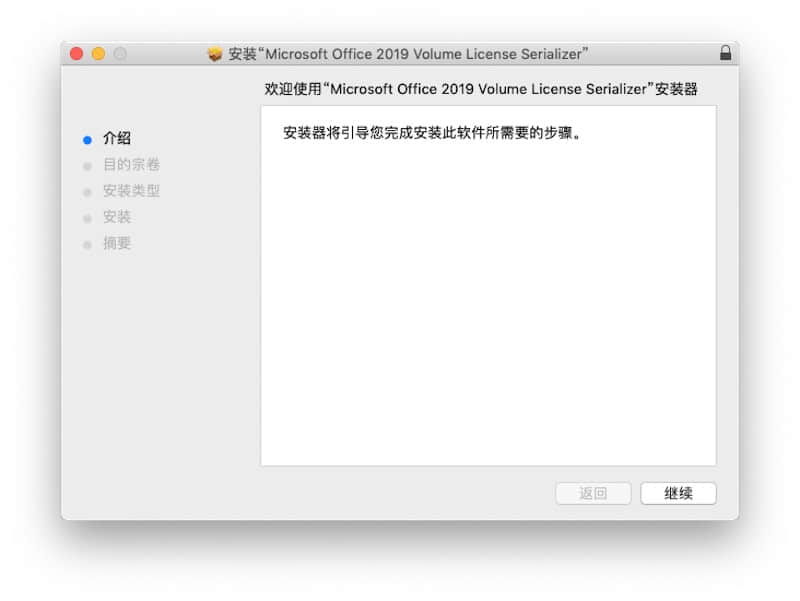 安装“Microsoft Office 2019 Volume License Serializer”
欢迎使用“Microsoft Office 2019 Volume License Serializer”安装器
介绍
目的宗卷
安装类型
安装
摘要
安装器将引导您完成安装此软件所需要的步骤。
返回
继续